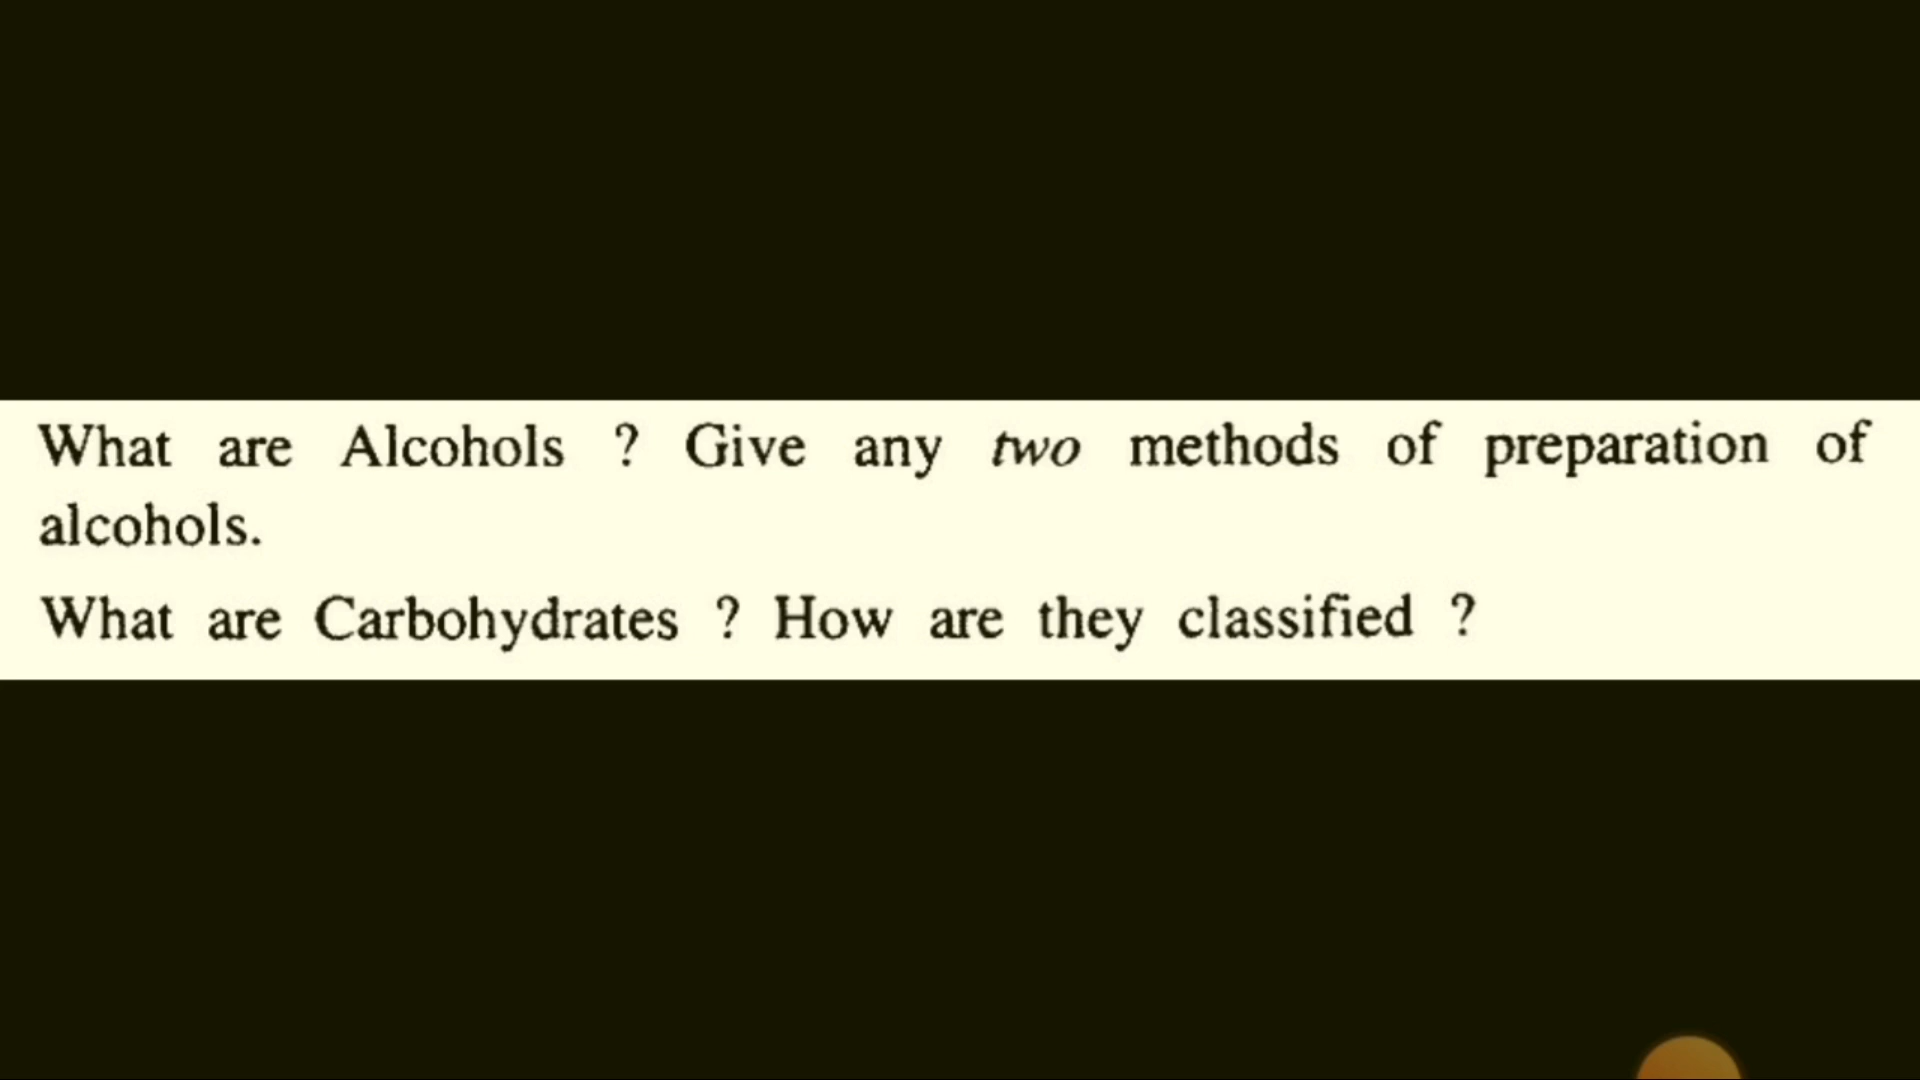 What are Alcohols ? Give any two methods of preparation of
alcohols.
What are Carbohydrates ? How are they classified ?